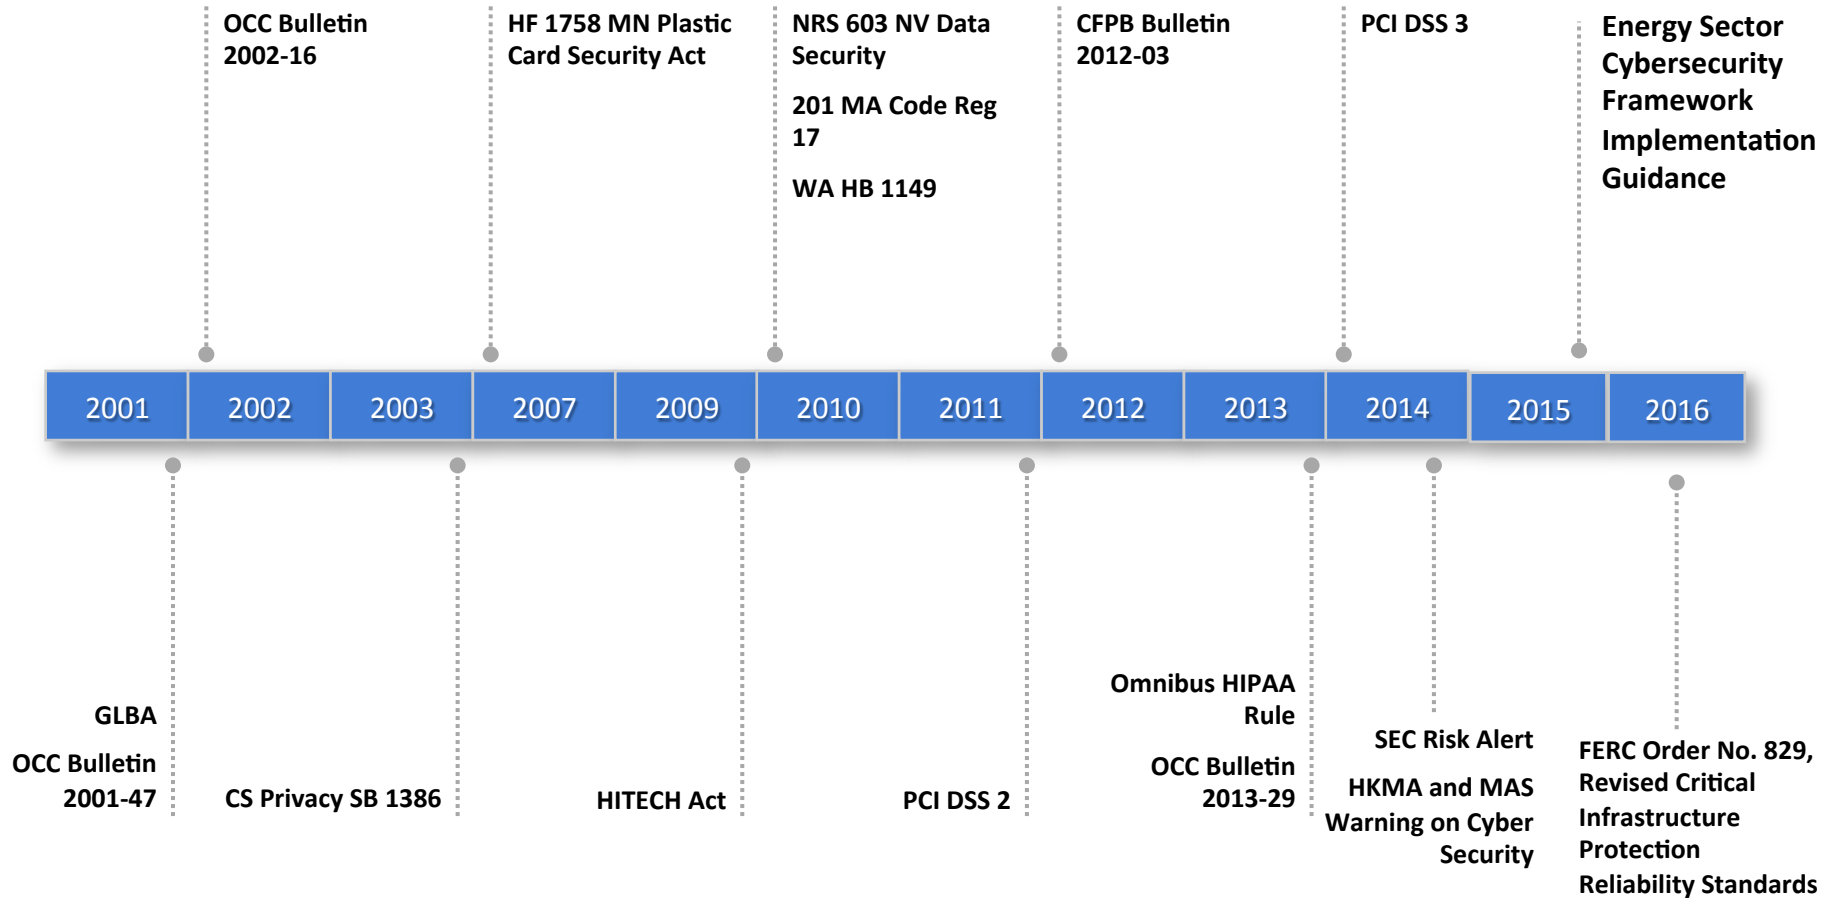 OCC Bulletin
2002-16
HF 1758 MN Plastic
Card Security Act
NRS 603 NV Data
Security
201 MA Code Reg
17
WA HB 1149
CFPB Bulletin
2012-03
PCI DSS 3
Energy Sector
Cybersecurity
Framework
Implementation
Guidance
2001
2002
2003
2007
2009
2010
2011
2012
2013
2014
2015
2016
GLBA
OCC Bulletin
2001-47
CS Privacy SB 1386
HITECH Act
PCI DSS 2
Omnibus HIPAA
Rule
OCC Bulletin
2013-29
SEC Risk Alert
HKMA and MAS
Warning on Cyber
Security
FERC Order No. 829,
Revised Critical
Infrastructure
Protection
Reliability Standards